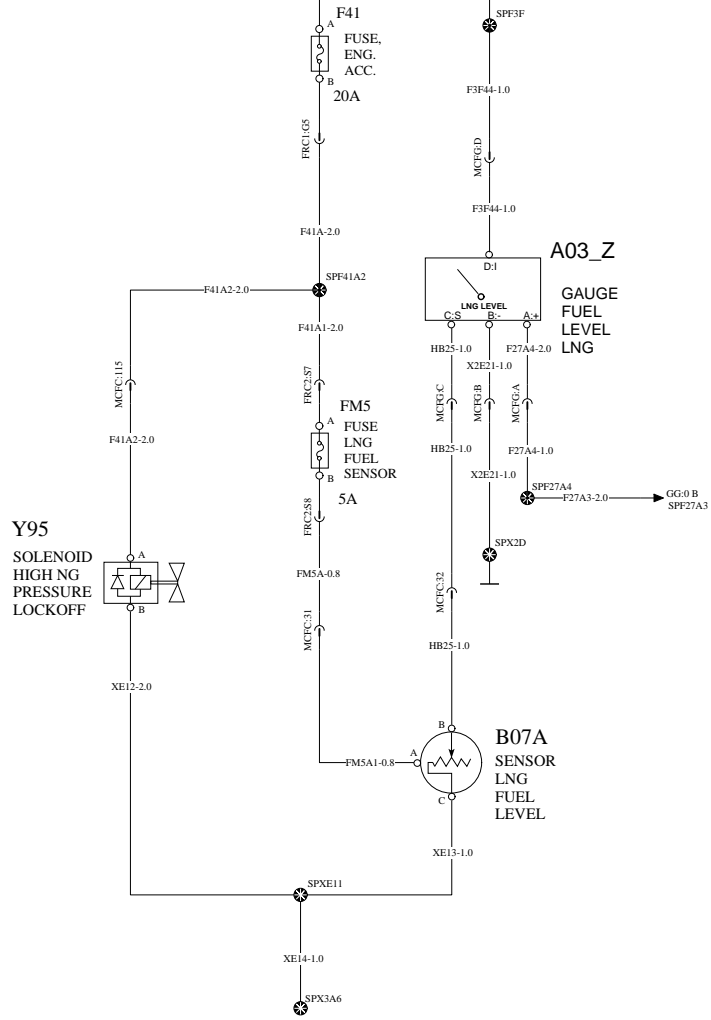 F41
A
FUSE,
ENG.
ACC.
B
20A
FRC1:G5
F41A-2.0
SPF3F
F3F44-1.0
MCFG:D
F3F44-1.0
A03_Z
D:I
LNG LEVEL
C:S B:- A:+
GAUGE
FUEL
LEVEL
LNG
SPF41A2
F41A2-2.0
F41A1-2.0
MCFC:115
F41A2-2.0
FRC2:S7
FM5
A
FUSE
LNG
FUEL
SENSOR
B
5A
FRC2:S8
FM5A-0.8
MCFC:31
FM5A1-0.8
HB25-1.0
X2E21-1.0
F27A4-2.0
MCFG:C
MCFG:B
MCFG:A
HB25-1.0
X2E21-1.0
F27A4-1.0
SPF27A4
F27A3-2.0
GG:0 B
SPF27A3
SPX2D
MCFC:32
HB25-1.0
Y95
SOLENOID
HIGH NG
PRESSURE
LOCKOFF
A
B
XE12-2.0
B
A
C
B07A
SENSOR
LNG
FUEL
LEVEL
XE13-1.0
SPXE11
XE14-1.0
SPX3A6